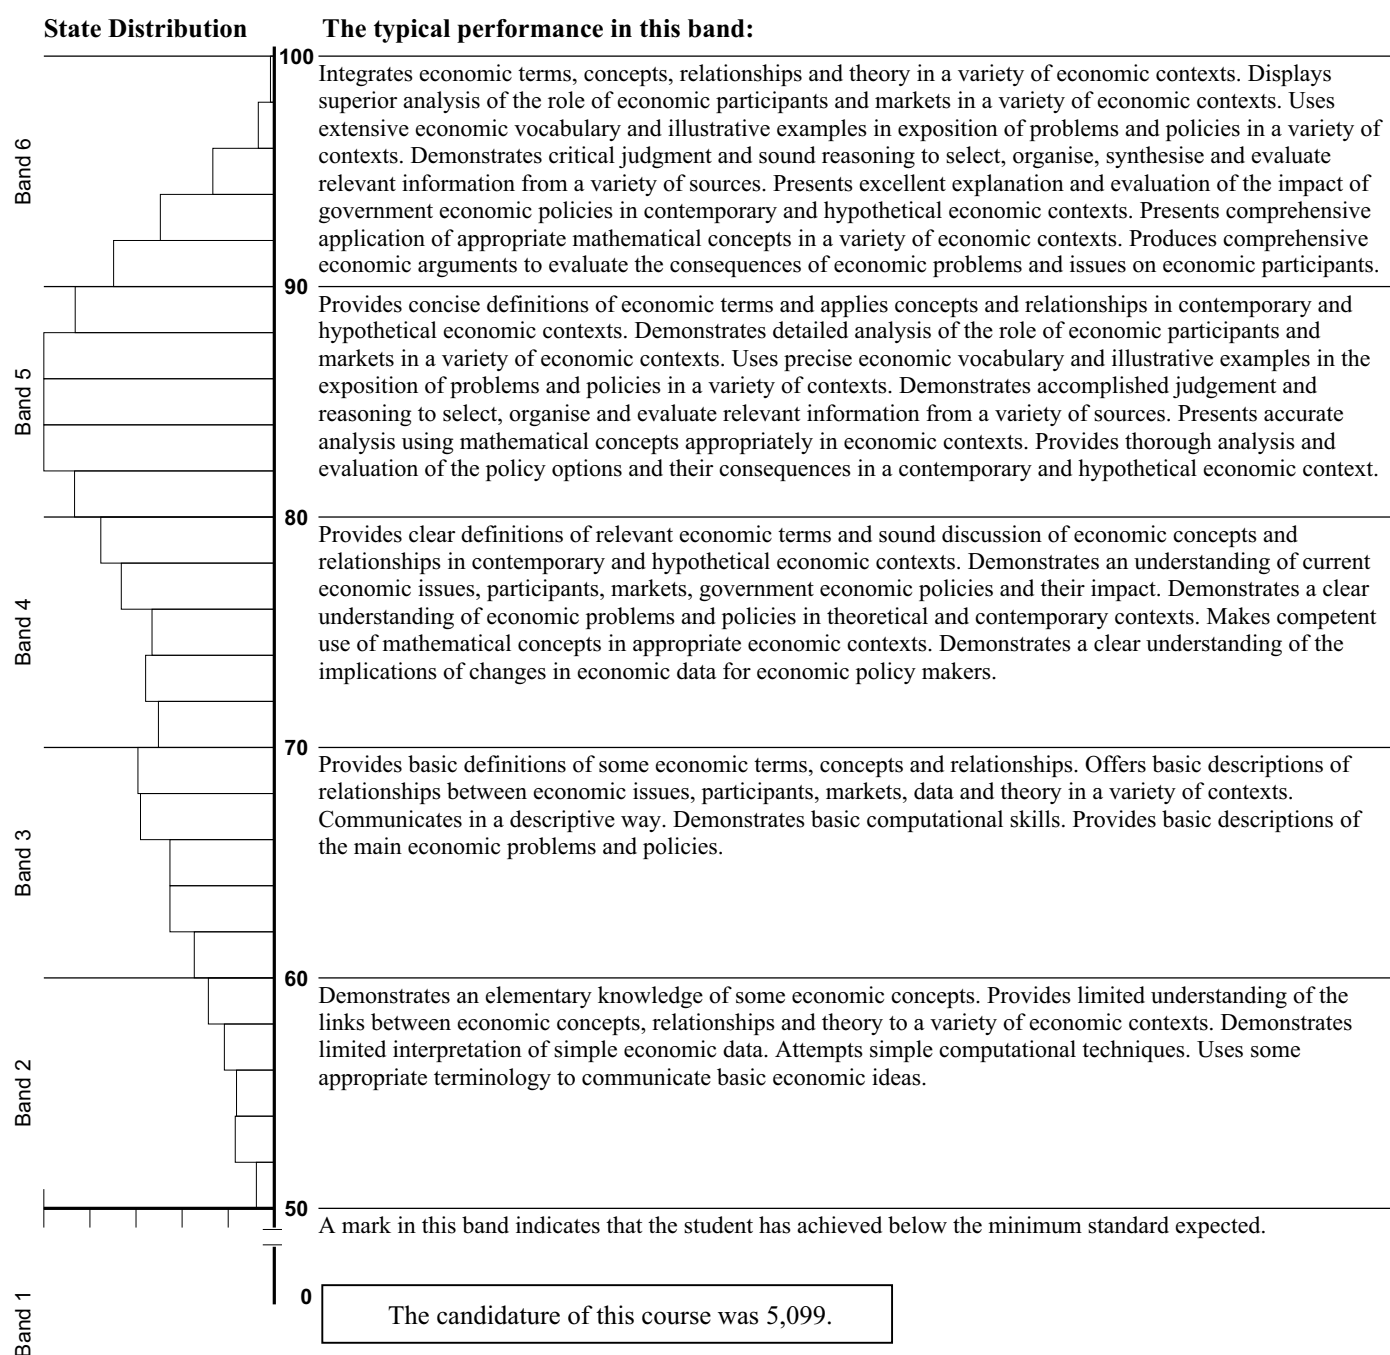 State Distribution
The typical performance in this band:
100
Band 6
Integrates economic terms, concepts, relationships and theory in a variety of economic contexts. Displays
superior analysis of the role of economic participants and markets in a variety of economic contexts. Uses
extensive economic vocabulary and illustrative examples in exposition of problems and policies in a variety of
contexts. Demonstrates critical judgment and sound reasoning to select, organise, synthesise and evaluate
relevant information from a variety of sources. Presents excellent explanation and evaluation of the impact of
government economic policies in contemporary and hypothetical economic contexts. Presents comprehensive
application of appropriate mathematical concepts in a variety of economic contexts. Produces comprehensive
economic arguments to evaluate the consequences of economic problems and issues on economic participants.
90
Band 5
Provides concise definitions of economic terms and applies concepts and relationships in contemporary and
hypothetical economic contexts. Demonstrates detailed analysis of the role of economic participants and
markets in a variety of economic contexts. Uses precise economic vocabulary and illustrative examples in the
exposition of problems and policies in a variety of contexts. Demonstrates accomplished judgement and
reasoning to select, organise and evaluate relevant information from a variety of sources. Presents accurate
analysis using mathematical concepts appropriately in economic contexts. Provides thorough analysis and
evaluation of the policy options and their consequences in a contemporary and hypothetical economic context.
80
Band 4
Provides clear definitions of relevant economic terms and sound discussion of economic concepts and
relationships in contemporary and hypothetical economic contexts. Demonstrates an understanding of current
economic issues, participants, markets, government economic policies and their impact. Demonstrates a clear
understanding of economic problems and policies in theoretical and contemporary contexts. Makes competent
use of mathematical concepts in appropriate economic contexts. Demonstrates a clear understanding of the
implications of changes in economic data for economic policy makers.
70
Band 3
Provides basic definitions of some economic terms, concepts and relationships. Offers basic descriptions of
relationships between economic issues, participants, markets, data and theory in a variety of contexts.
Communicates in a descriptive way. Demonstrates basic computational skills. Provides basic descriptions of
the main economic problems and policies.
60
Band 2
Demonstrates an elementary knowledge of some economic concepts. Provides limited understanding of the
links between economic concepts, relationships and theory to a variety of economic contexts. Demonstrates
limited interpretation of simple economic data. Attempts simple computational techniques. Uses some
appropriate terminology to communicate basic economic ideas.
50
A mark in this band indicates that the student has achieved below the minimum standard expected.
Band 1
0
The candidature of this course was 5,099.